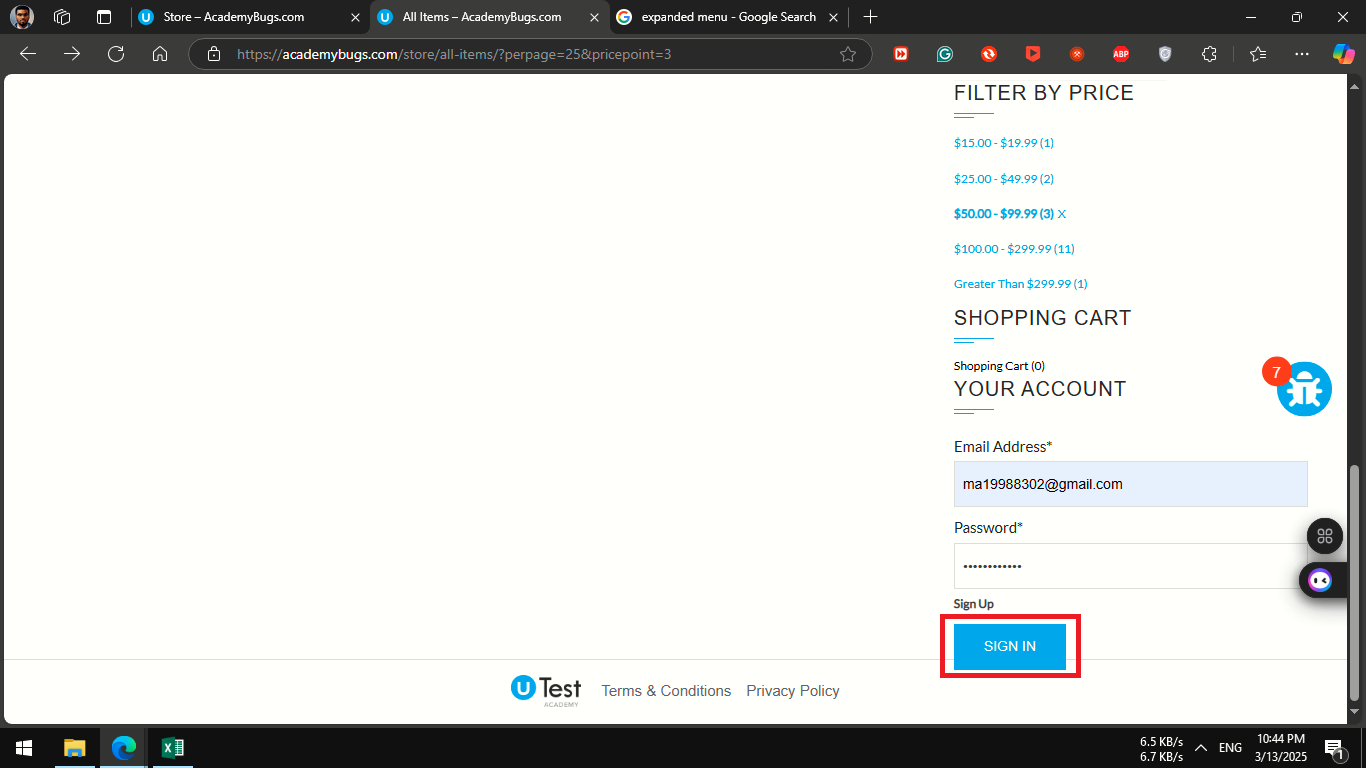 Store – AcademyBugs.com
All Items – AcademyBugs.com
expanded menu - Google Search
https://academybugs.com/store/all-items/?perpage=25&pricepoint=3
ABP
FILTER BY PRICE
$15.00 - $19.99 (1)
$25.00 - $49.99 (2)
$50.00 - $99.99 (3) X
$100.00 - $299.99 (11)
Greater Than $299.99 (1)
SHOPPING CART
Shopping Cart (0)
7
YOUR ACCOUNT
Email Address*
ma19988302@gmail.com
Password*
••••••••••••
Sign Up
SIGN IN
U Test
ACADEMY
Terms & Conditions
Privacy Policy
6.5 KB/s
6.7 KB/s
ENG
10:44 PM
3/13/2025
1